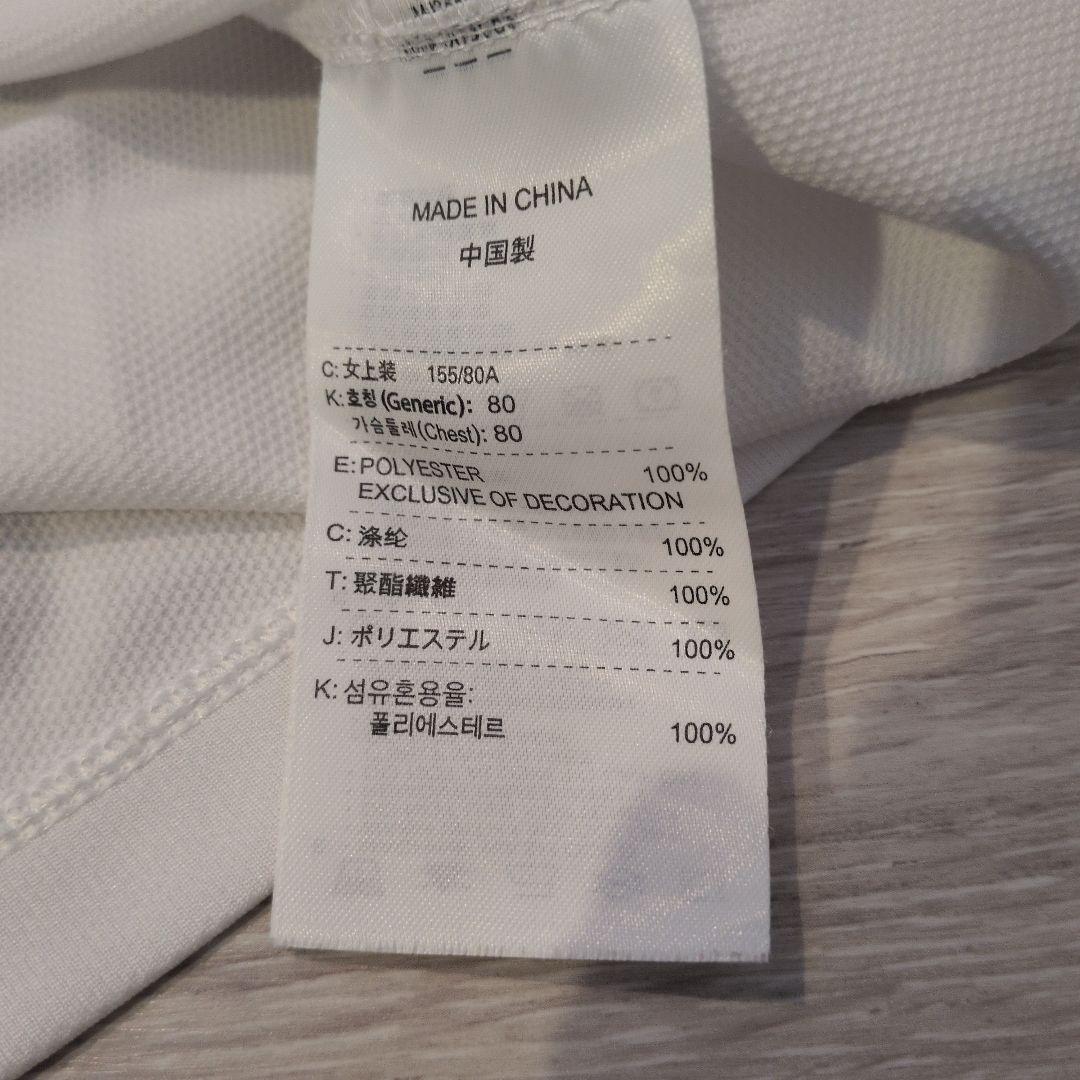 MADE IN CHINA
中国製
C:女上装 155/80A
K:호칭(Generic): 80
가슴둘레(Chest): 80
E:POLYESTER 100%
EXCLUSIVE OF DECORATION
C:涤纶 100%
T:聚酯纖維 100%
J:ポリエステル 100%
K:섬유혼용율:
폴리에스테르 100%